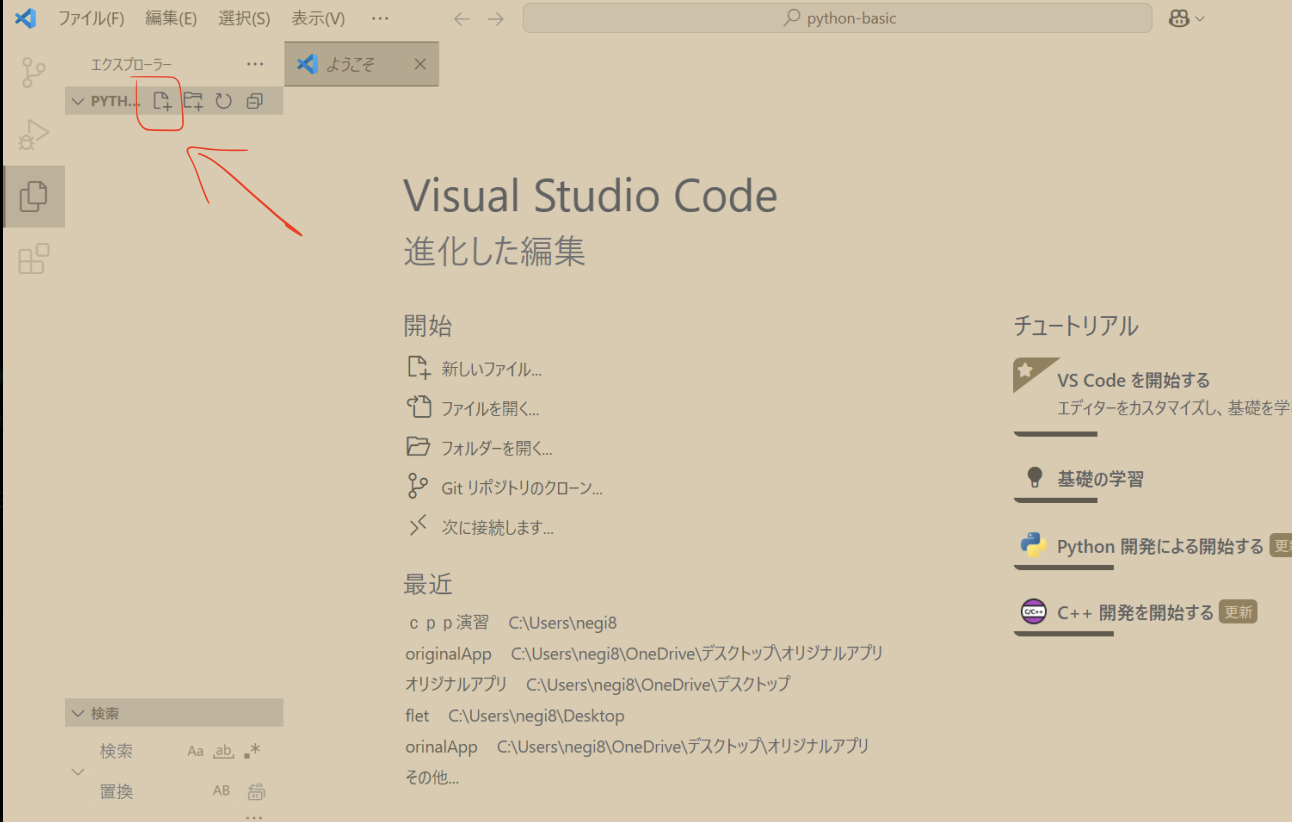 ファイル(F) 編集(E) 選択(S) 表示(V) … python-basic
エクスプローラー … ようこそ
PYTH...
Visual Studio Code
進化した編集
開始
新しいファイル...
ファイルを開く...
フォルダーを開く...
Git リポジトリのクローン...
次に接続します...
最近
ｃｐｐ演習 C:\Users\negi8
originalApp C:\Users\negi8\OneDrive\デスクトップ\オリジナルアプリ
オリジナルアプリ C:\Users\negi8\OneDrive\デスクトップ
flet C:\Users\negi8\Desktop
orinalApp C:\Users\negi8\OneDrive\デスクトップ\オリジナルアプリ
その他...
チュートリアル
VS Code を開始する
エディターをカスタマイズし、基礎を学
基礎の学習
Python 開発による開始する 更
C/C++ C++ 開発を開始する 更新
検索
検索 Aa ab .*
置換 AB
…